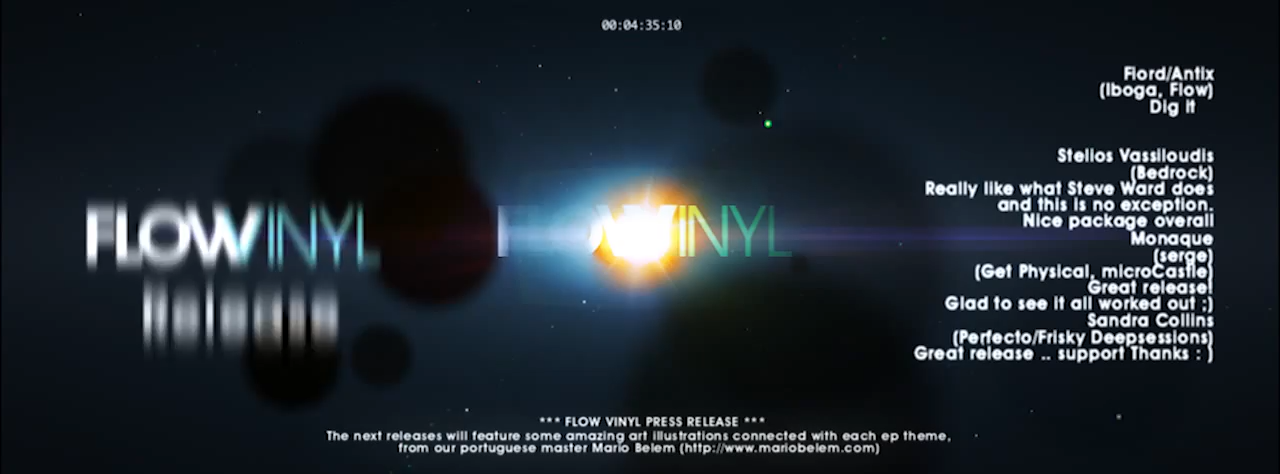 00:04:35:10
FLOWVINYL
Release
FLOWVINYL
Fiord/Antix
(Iboga, Flow)
Dig it
Stelios Vassiloudis
(Bedrock)
Really like what Steve Ward does
and this is no exception.
Nice package overall
Monaque
(serge)
(Get Physical, microCastle)
Great release!
Glad to see it all worked out ;)
Sandra Collins
(Perfecto/Frisky Deepsessions)
Great release .. support Thanks : )
*** FLOW VINYL PRESS RELEASE ***
The next releases will feature some amazing art illustrations connected with each ep theme,
from our portuguese master Mario Belem (http://www.mariobelem.com)